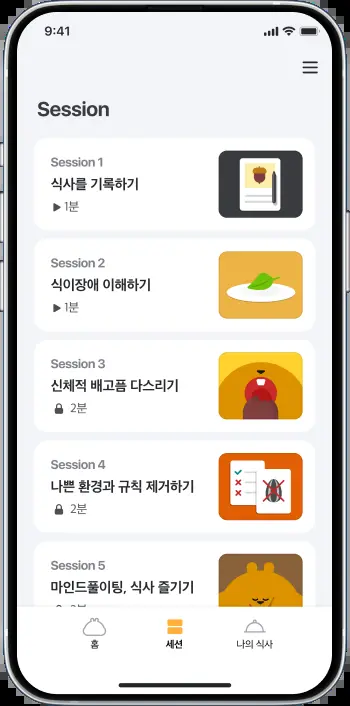 9:41
Session
Session 1
식사를 기록하기
1분
Session 2
식이장애 이해하기
1분
Session 3
신체적 배고픔 다스리기
2분
Session 4
나쁜 환경과 규칙 제거하기
2분
Session 5
마인드풀이팅, 식사 즐기기
홈
세션
나의 식사